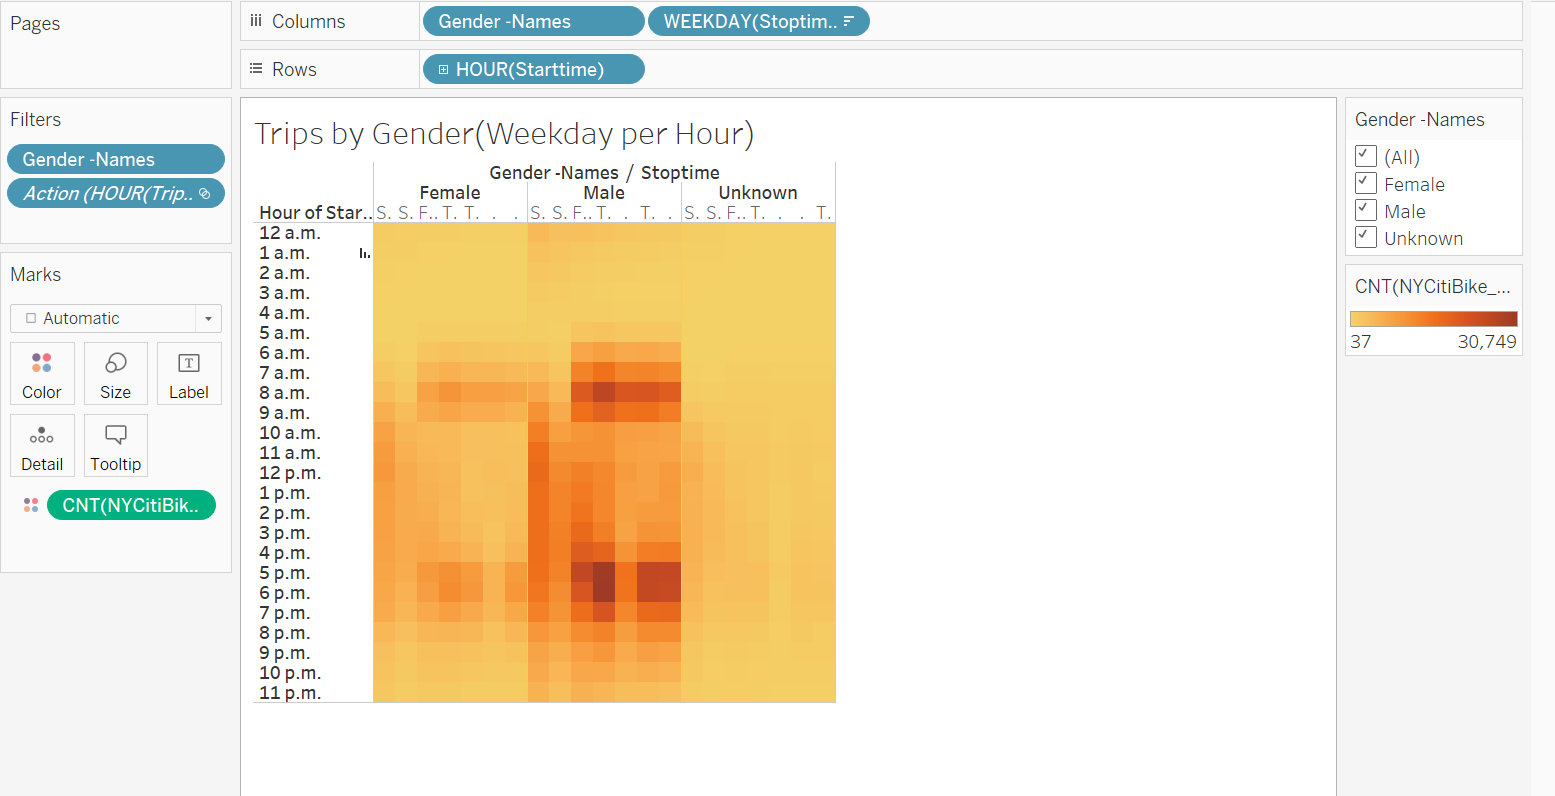 Pages
Columns
Gender -Names
WEEKDAY(Stoptim..
Rows
HOUR(Starttime)
Filters
Gender -Names
Action (HOUR(Trip..
Marks
Automatic
Color
Size
Label
Detail
Tooltip
CNT(NYCitiBik..
Trips by Gender(Weekday per Hour)
Gender -Names / Stoptime
Female Male Unknown
Hour of Star.. S. S. F.. T. T. . . S. S. F.. T. . T. . S. S. F.. T. . . T.
12 a.m.
1 a.m.
2 a.m.
3 a.m.
4 a.m.
5 a.m.
6 a.m.
7 a.m.
8 a.m.
9 a.m.
10 a.m.
11 a.m.
12 p.m.
1 p.m.
2 p.m.
3 p.m.
4 p.m.
5 p.m.
6 p.m.
7 p.m.
8 p.m.
9 p.m.
10 p.m.
11 p.m.
Gender -Names
(All)
Female
Male
Unknown
CNT(NYCitiBike_...
37 30,749